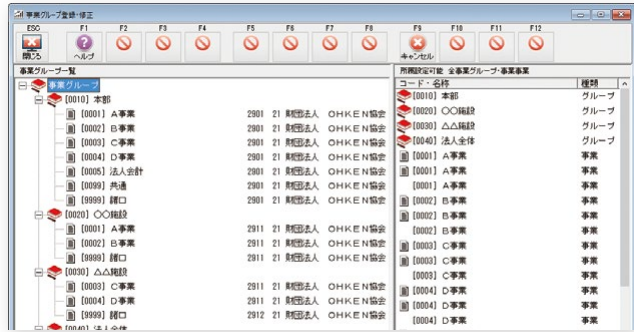 事業グループ登録・修正
ESC F1 F2 F3 F4 F5 F6 F7 F8 F9 F10 F11 F12
閉じる ヘルプ キャンセル
事業グループ一覧
事業グループ
[0010] 本部
[0001] A事業 2901 21 財団法人 OHKEN協会
[0002] B事業 2901 21 財団法人 OHKEN協会
[0003] C事業 2901 21 財団法人 OHKEN協会
[0004] D事業 2901 21 財団法人 OHKEN協会
[0005] 法人会計 2901 21 財団法人 OHKEN協会
[0099] 共通 2901 21 財団法人 OHKEN協会
[9999] 諸口 2901 21 財団法人 OHKEN協会
[0020] 〇〇施設
[0001] A事業 2911 21 財団法人 OHKEN協会
[0002] B事業 2911 21 財団法人 OHKEN協会
[9999] 諸口 2911 21 財団法人 OHKEN協会
[0030] △△施設
[0003] C事業 2911 21 財団法人 OHKEN協会
[0004] D事業 2911 21 財団法人 OHKEN協会
[9999] 諸口 2912 21 財団法人 OHKEN協会
[0040] 法人全体
所属設定可能 全事業グループ・事業事業
コード・名称 種類
[0010] 本部 グループ
[0020] 〇〇施設 グループ
[0030] △△施設 グループ
[0040] 法人全体 グループ
[0001] A事業 事業
[0001] A事業 事業
[0001] A事業 事業
[0002] B事業 事業
[0002] B事業 事業
[0002] B事業 事業
[0003] C事業 事業
[0003] C事業 事業
[0003] C事業 事業
[0004] D事業 事業
[0004] D事業 事業
[0004] D事業 事業